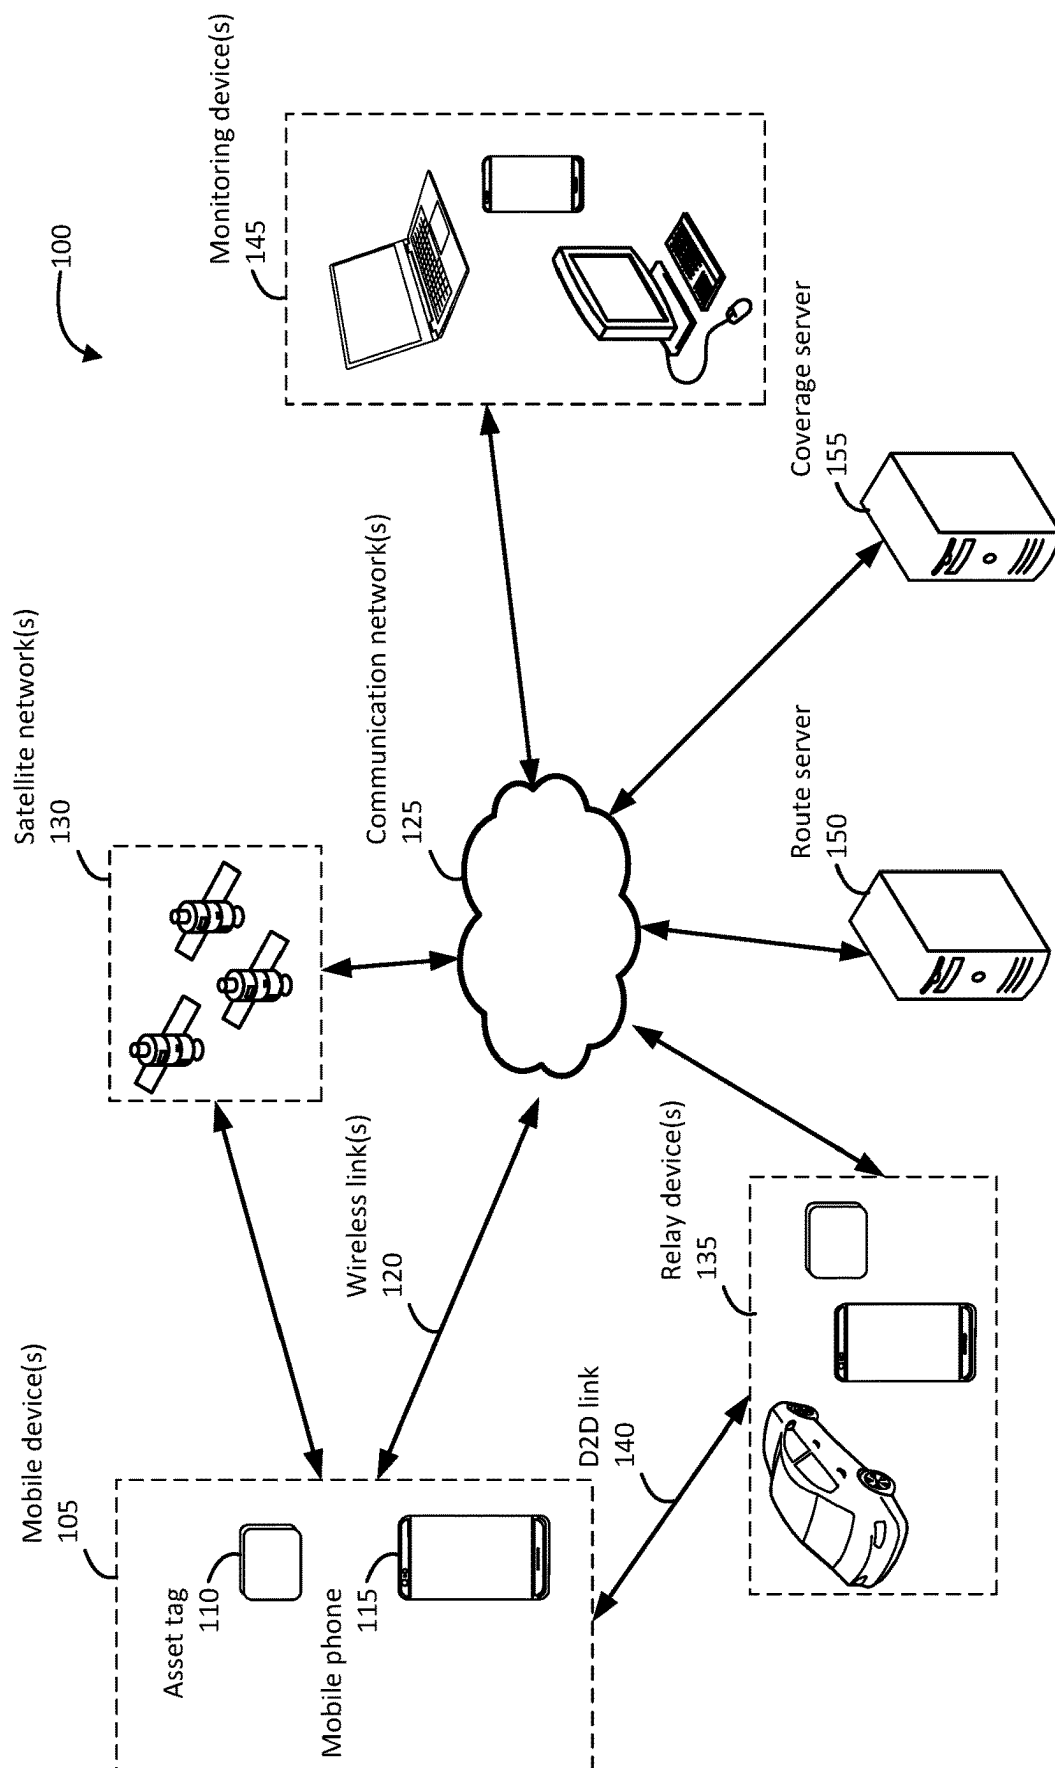 100
Mobile device(s)
105
Asset tag
110
Mobile phone
115
Satellite network(s)
130
Wireless link(s)
120
Communication network(s)
125
Monitoring device(s)
145
D2D link
140
Relay device(s)
135
Route server
150
Coverage server
155